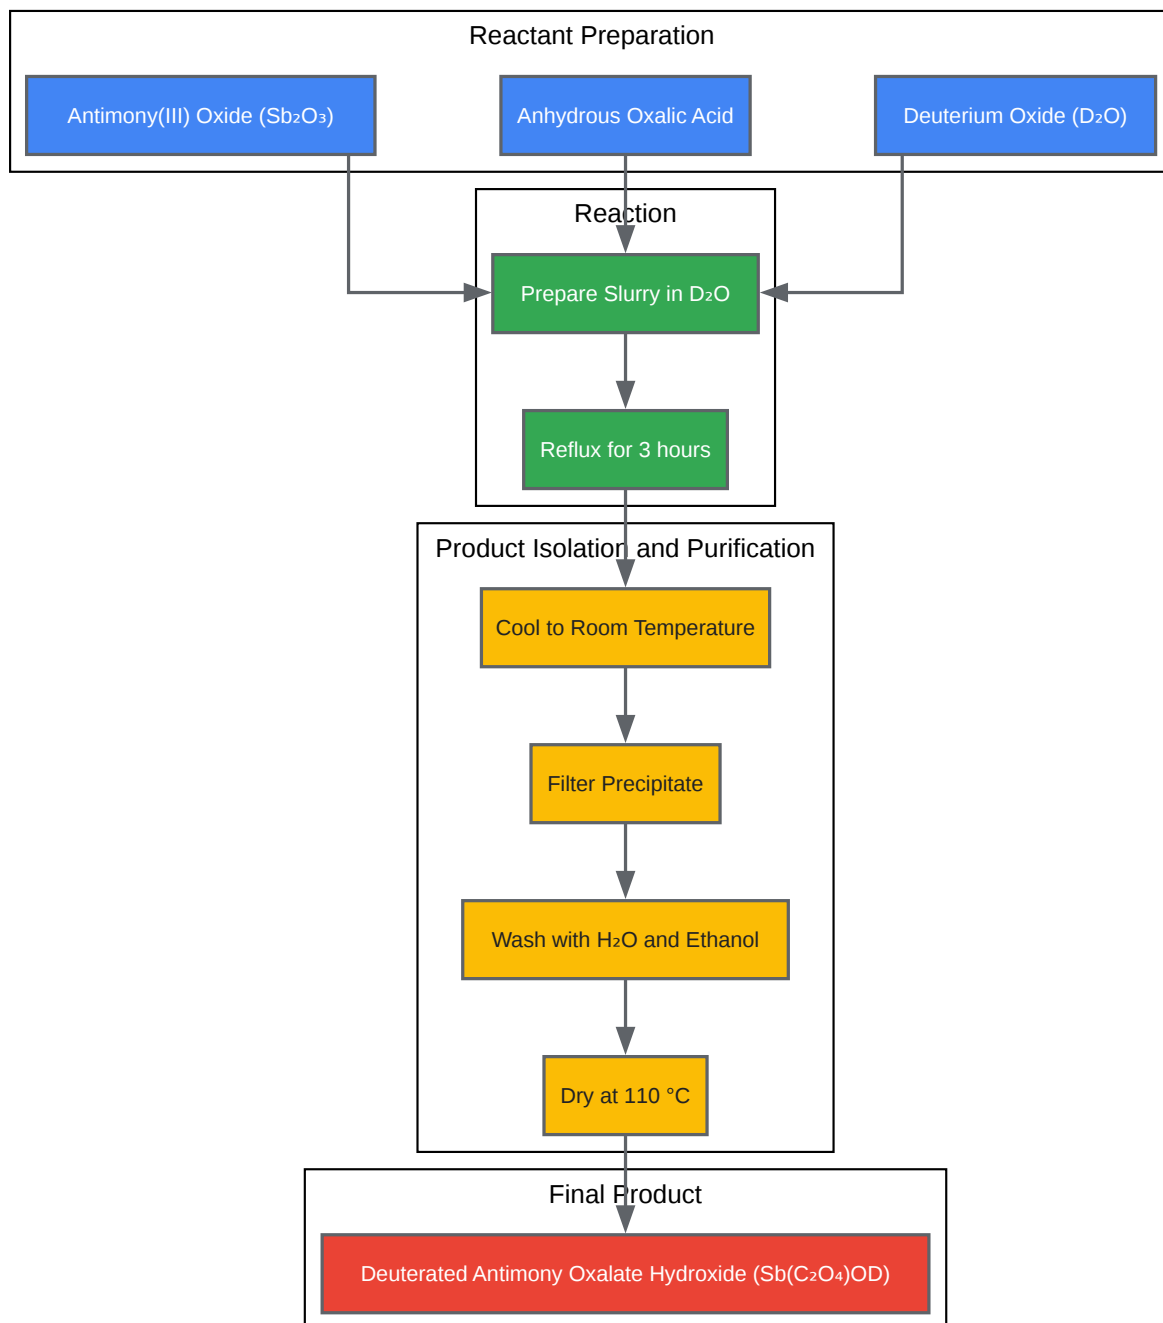 Reactant Preparation
Antimony(III) Oxide (Sb₂O₃)
Anhydrous Oxalic Acid
Deuterium Oxide (D₂O)
Reaction
Prepare Slurry in D₂O
Reflux for 3 hours
Product Isolation and Purification
Cool to Room Temperature
Filter Precipitate
Wash with H₂O and Ethanol
Dry at 110 °C
Final Product
Deuterated Antimony Oxalate Hydroxide (Sb(C₂O₄)OD)